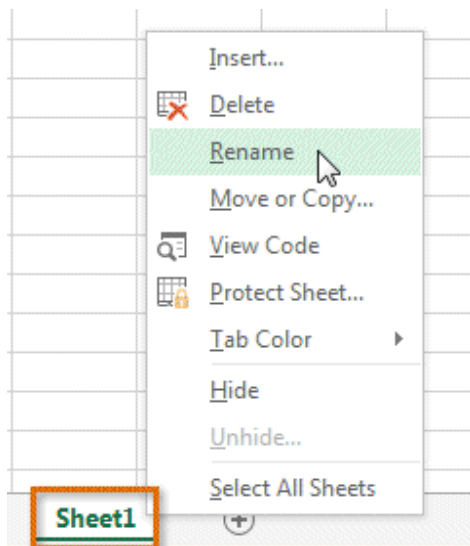 Insert...
Delete
Rename
Move or Copy...
View Code
Protect Sheet...
Tab Color
Hide
Unhide...
Select All Sheets
Sheet1